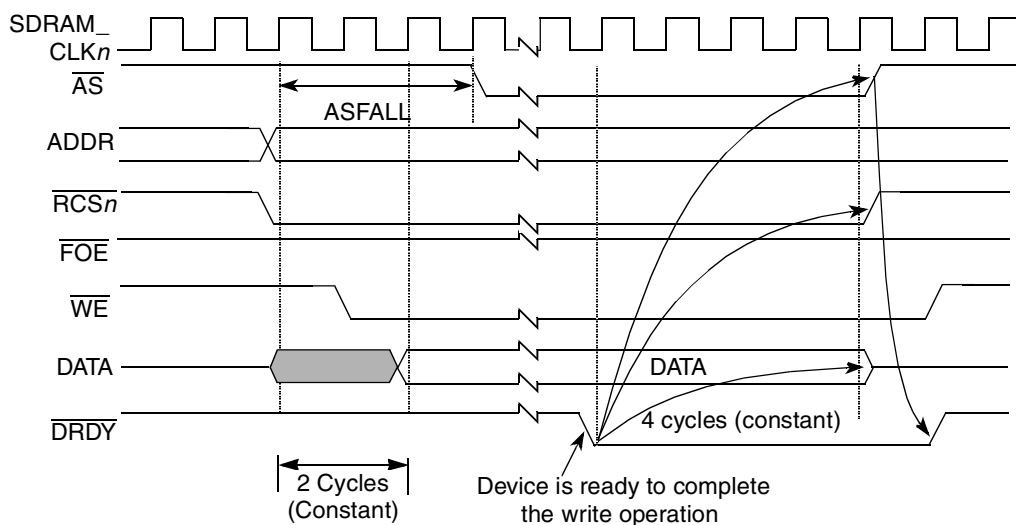 SDRAM_
CLKn
AS
ASFALL
ADDR
RCSn
FOE
WE
DATA
DATA
DRDY
4 cycles (constant)
2 Cycles
(Constant)
Device is ready to complete
the write operation